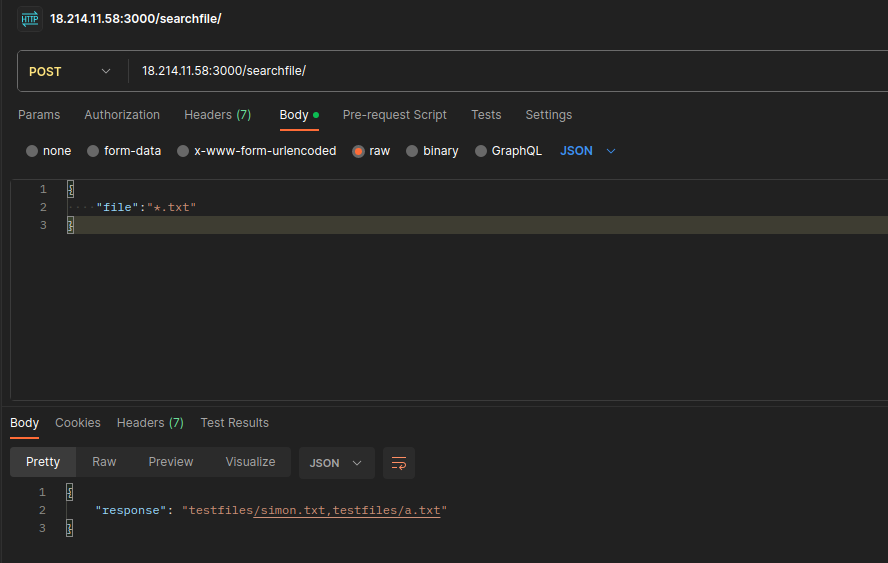 HTTP 18.214.11.58:3000/searchfile/
POST 18.214.11.58:3000/searchfile/
Params Authorization Headers (7) Body Pre-request Script Tests Settings
none form-data x-www-form-urlencoded raw binary GraphQL JSON
1 {
2 ····"file":"*.txt"
3 }
Body Cookies Headers (7) Test Results
Pretty Raw Preview Visualize JSON
1 {
2 "response": "testfiles/simon.txt,testfiles/a.txt"
3 }